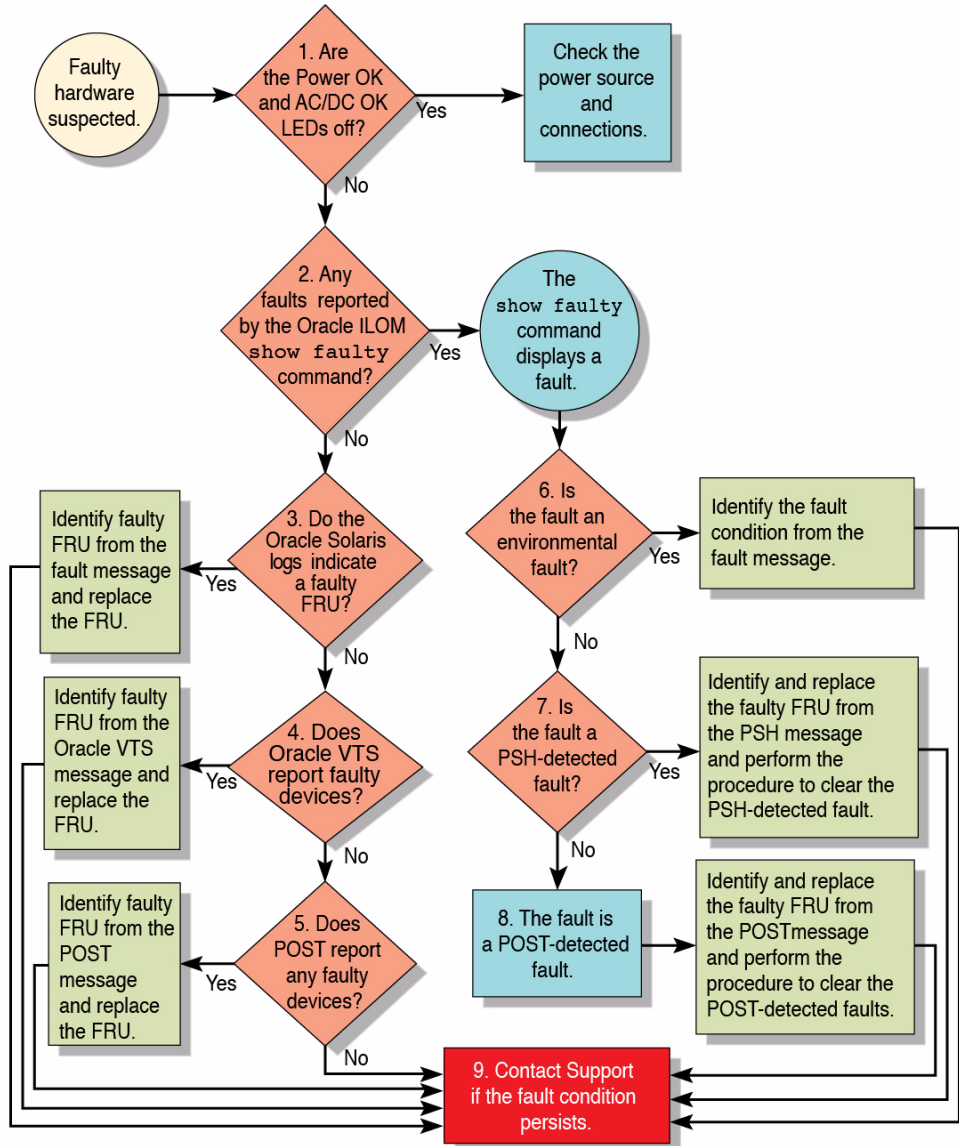 Faulty
hardware
suspected.
1. Are
the Power OK
and AC/DC OK
LEDs off?
Yes
Check the
power source
and
connections.
No
2. Any
faults reported
by the Oracle ILOM
show faulty
command?
Yes
The
show faulty
command
displays a
fault.
No
3. Do the
Oracle Solaris
logs indicate
a faulty
FRU?
Yes
Identify faulty
FRU from the
fault message
and replace
the FRU.
No
4. Does
Oracle VTS
report faulty
devices?
Yes
Identify faulty
FRU from the
Oracle VTS
message and
replace the
FRU.
No
5. Does
POST report
any faulty
devices?
Yes
Identify faulty
FRU from the
POST
message
and replace
the FRU.
No
6. Is
the fault an
environmental
fault?
Yes
Identify the fault
condition from the
fault message.
No
7. Is
the fault a
PSH-detected
fault?
Yes
Identify and replace
the faulty FRU from
the PSH message
and perform the
procedure to clear the
PSH-detected fault.
No
8. The fault is
a POST-detected
fault.
Identify and replace
the faulty FRU from
the POSTmessage
and perform the
procedure to clear the
POST-detected faults.
9. Contact Support
if the fault condition
persists.